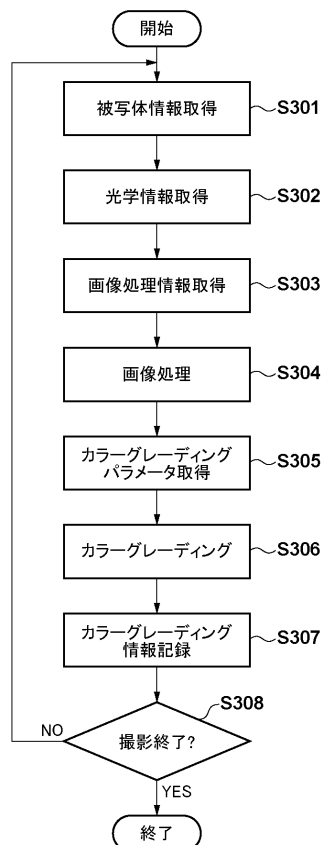 開始
被写体情報取得
S301
光学情報取得
S302
画像処理情報取得
S303
画像処理
S304
カラーグレーディング
パラメータ取得
S305
カラーグレーディング
S306
カラーグレーディング
情報記録
S307
S308
撮影終了?
NO
YES
終了